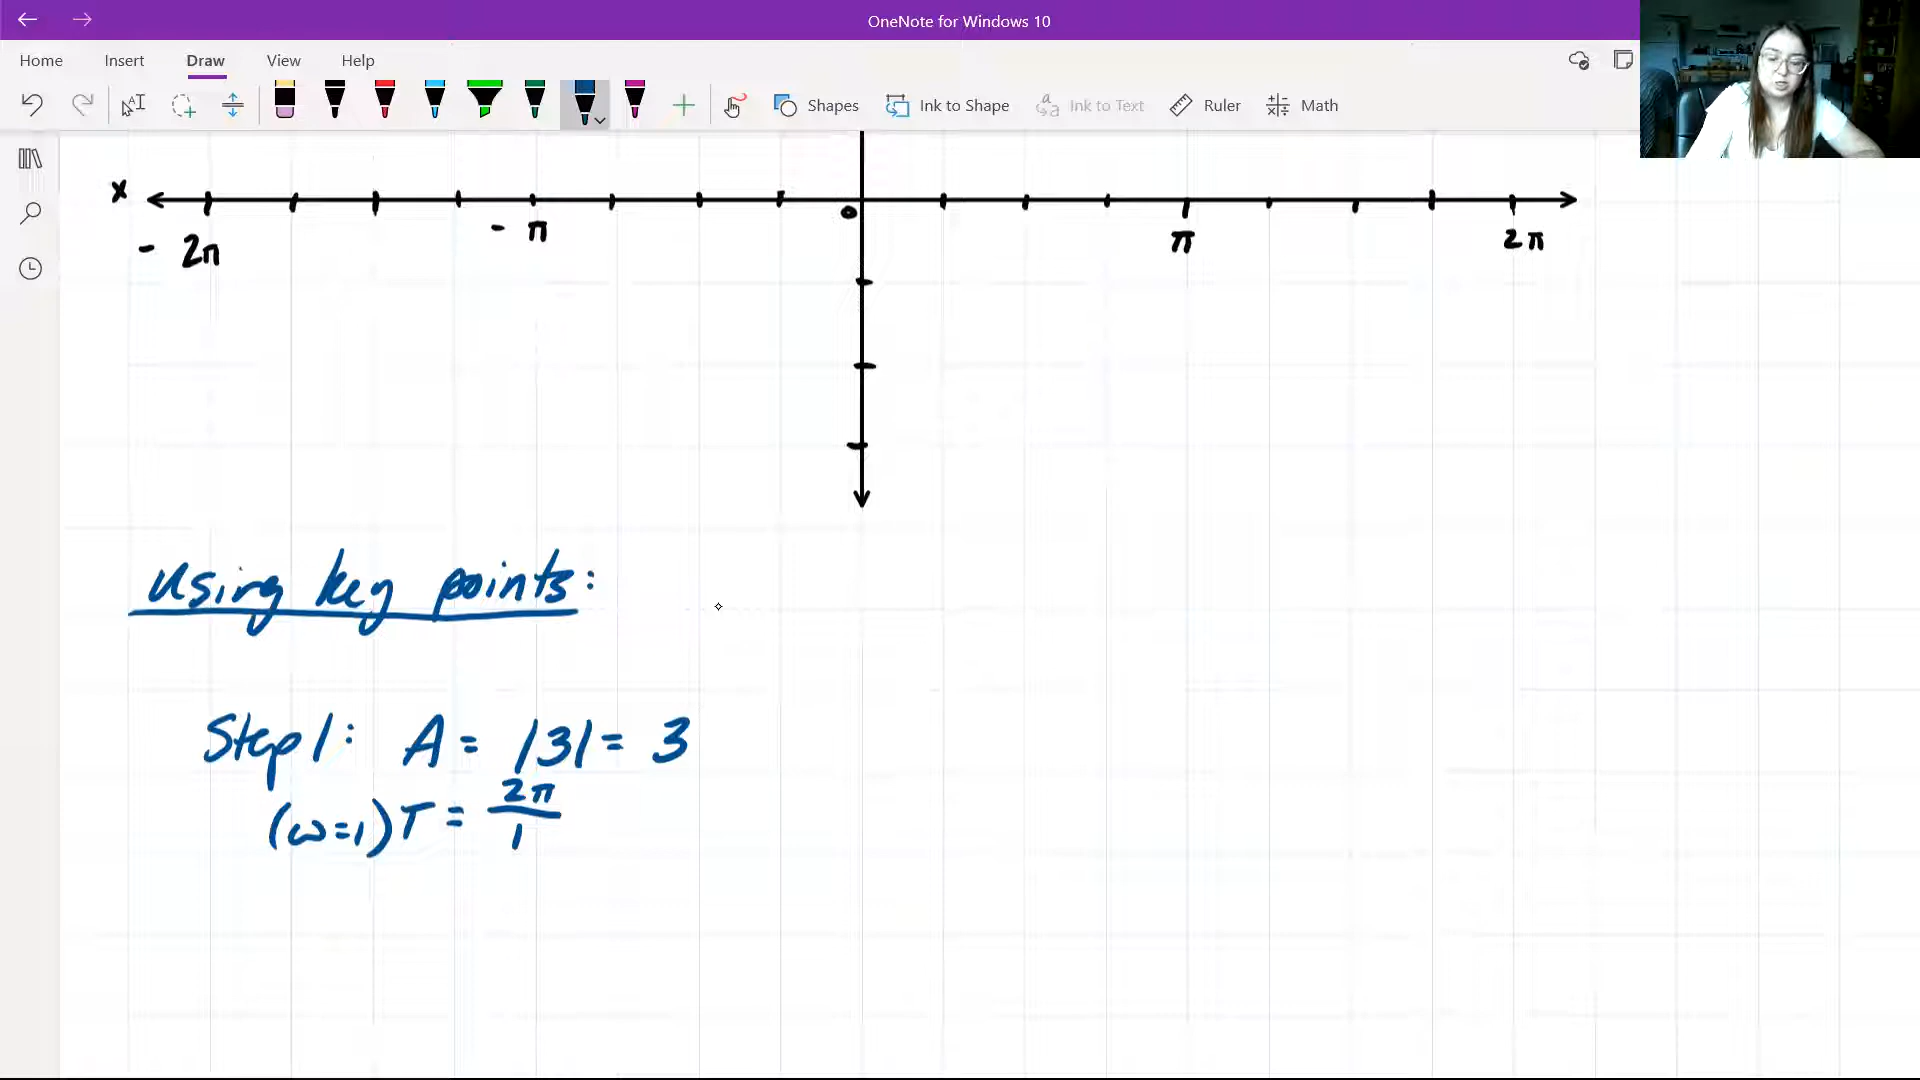 OneNote for Windows 10
Home Insert Draw View Help
Shapes Ink to Shape Ink to Text Ruler Math
x
- 2π - π 0 π 2π
Using key points:
Step 1: A = |3| = 3
(ω=1) T = 2π/1